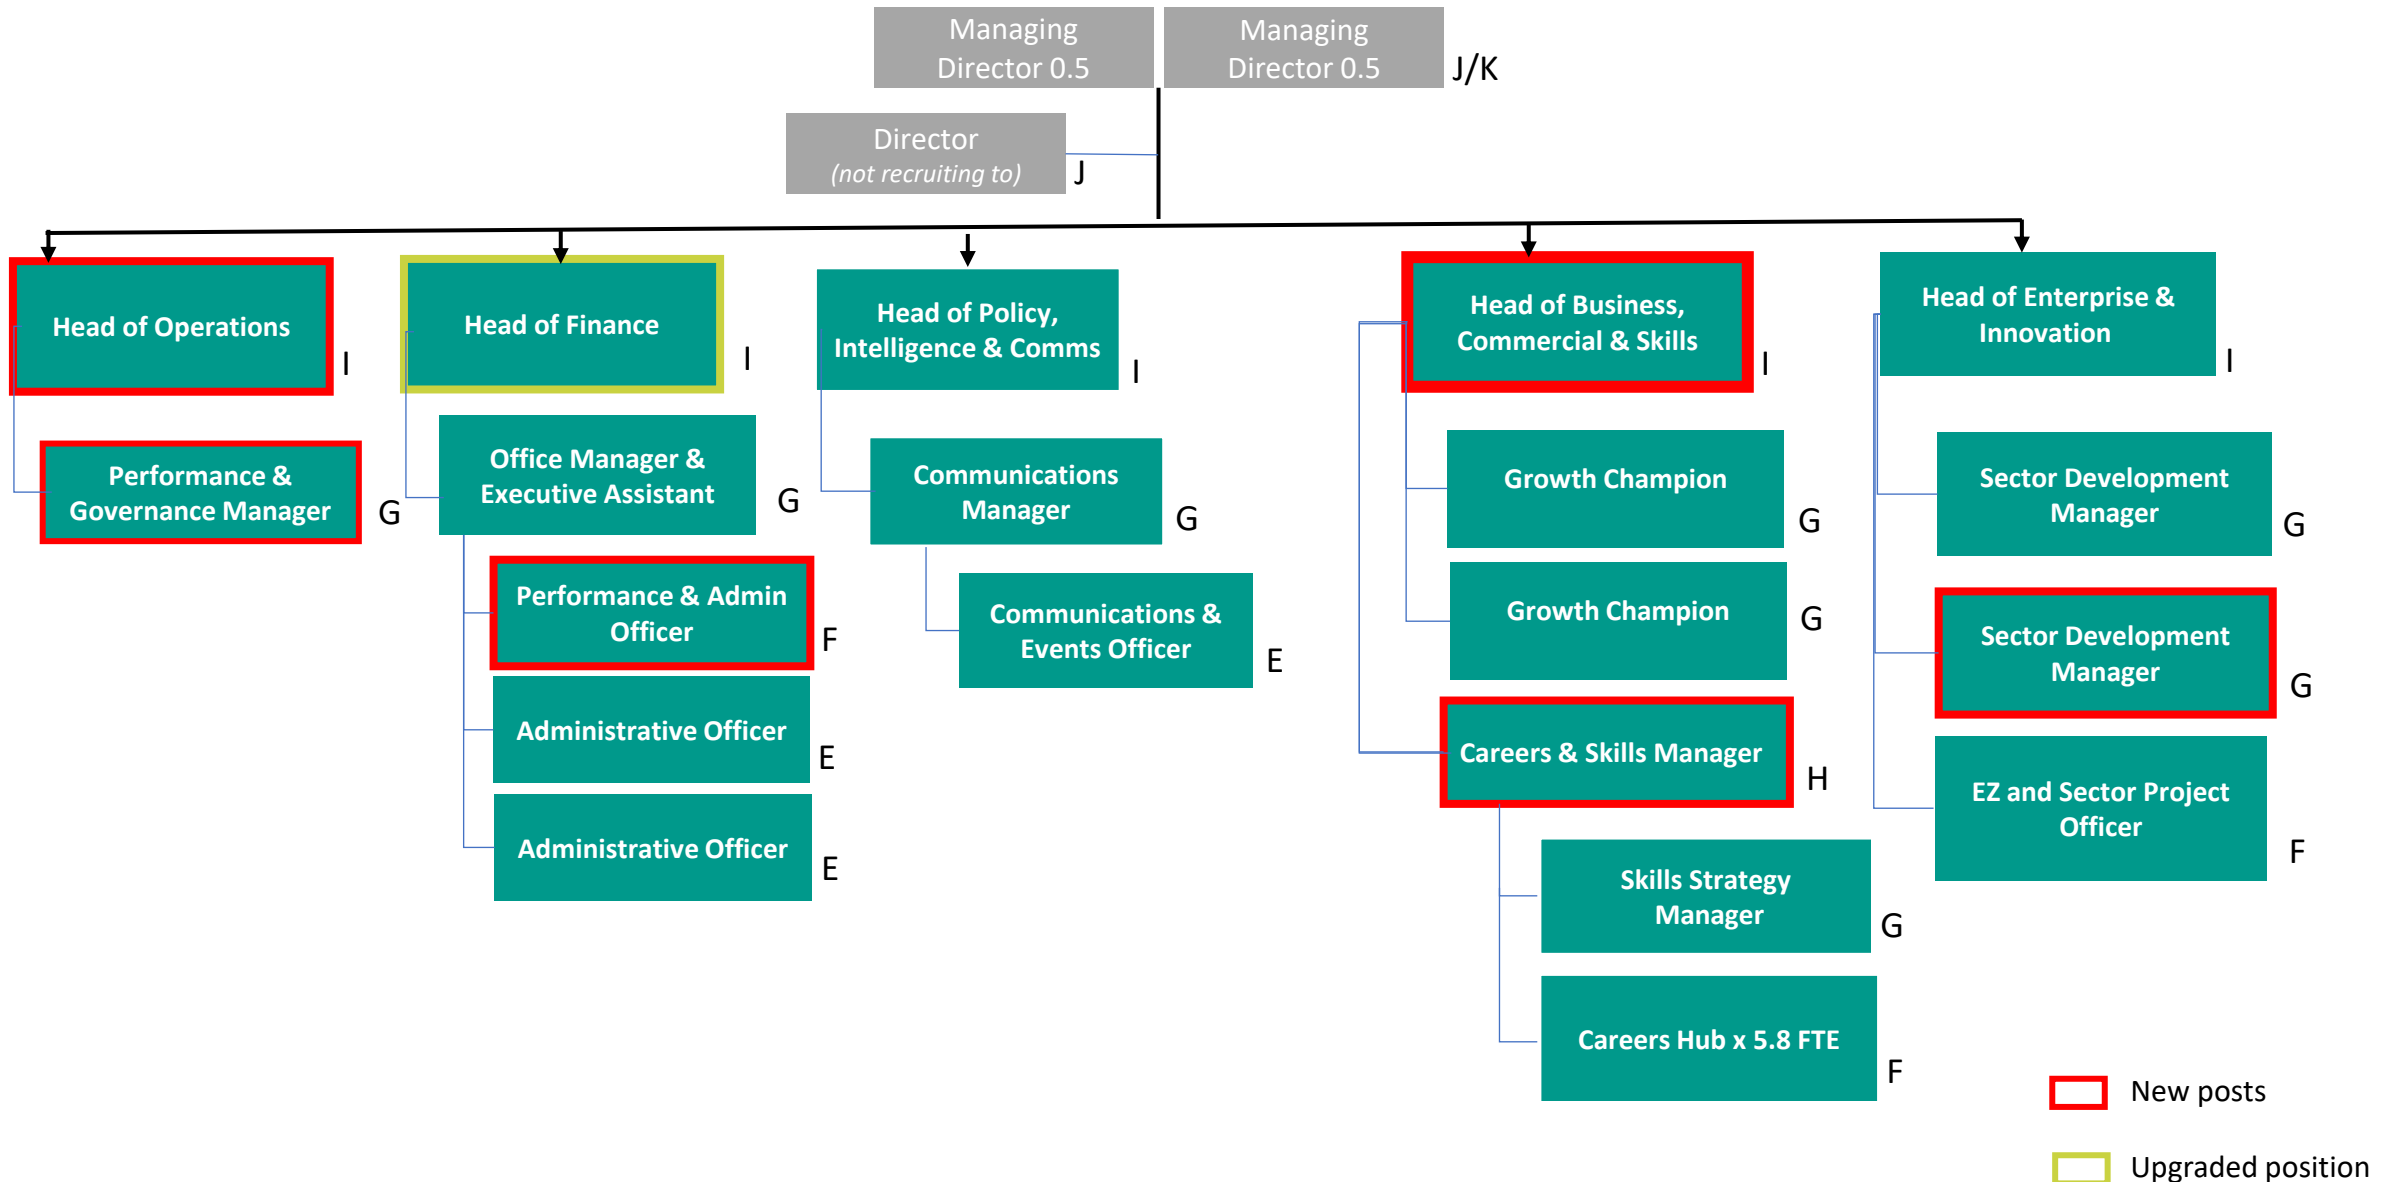 Managing
Director 0.5
Managing
Director 0.5
J/K
Director
(not recruiting to)
J
Head of Operations
I
Performance &
Governance Manager
G
Head of Finance
I
Office Manager &
Executive Assistant
G
Performance & Admin
Officer
F
Administrative Officer
E
Administrative Officer
E
Head of Policy,
Intelligence & Comms
I
Communications
Manager
G
Communications &
Events Officer
E
Head of Business,
Commercial & Skills
I
Growth Champion
G
Growth Champion
G
Careers & Skills Manager
H
Skills Strategy
Manager
G
Careers Hub x 5.8 FTE
F
Head of Enterprise &
Innovation
I
Sector Development
Manager
G
Sector Development
Manager
G
EZ and Sector Project
Officer
F
New posts
Upgraded position